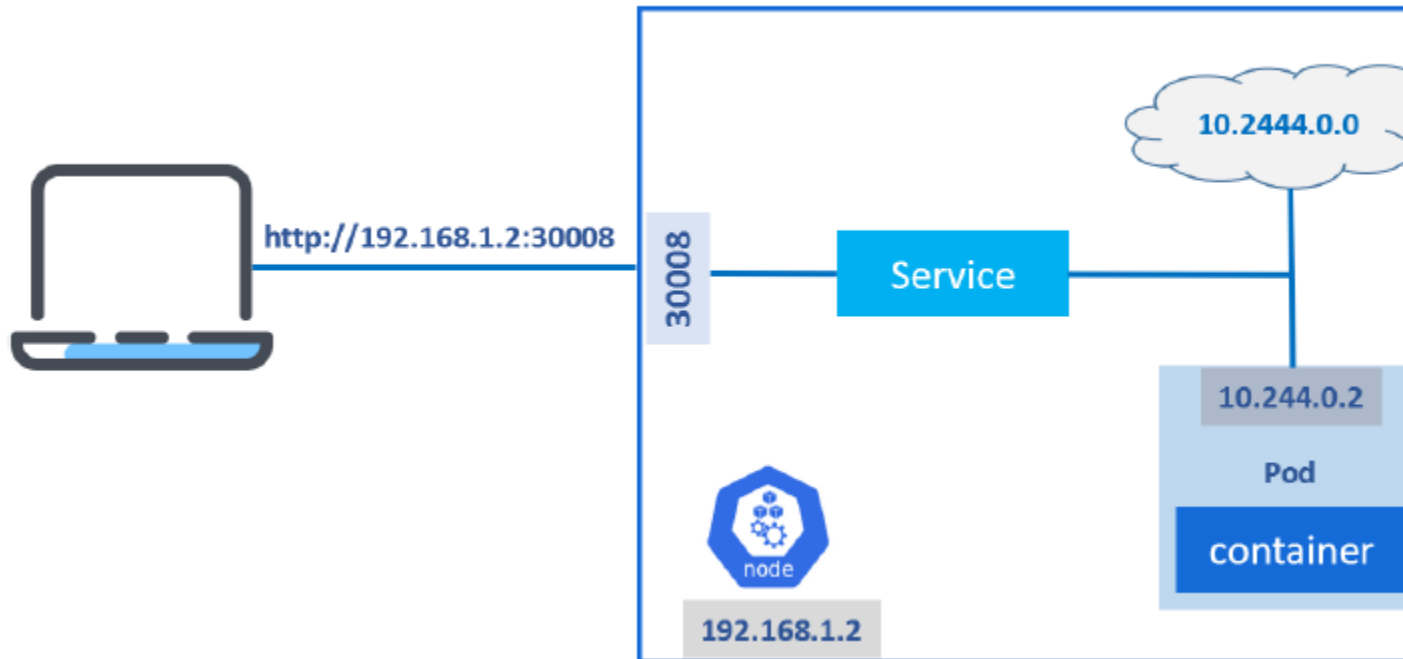 10.2444.0.0
http://192.168.1.2:30008
30008
Service
10.244.0.2
Pod
container
node
192.168.1.2